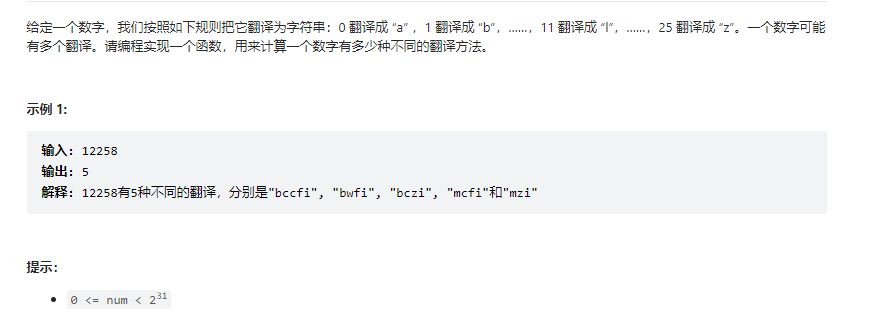 给定一个数字，我们按照如下规则把它翻译为字符串：0 翻译成 “a” ，1 翻译成 “b”，……，11 翻译成 “l”，……，25 翻译成 “z”。一个数字可能
有多个翻译。请编程实现一个函数，用来计算一个数字有多少种不同的翻译方法。
示例 1:
输入: 12258
输出: 5
解释: 12258有5种不同的翻译，分别是"bccfi", "bwfi", "bczi", "mcfi"和"mzi"
提示：
0 <= num < 2³¹